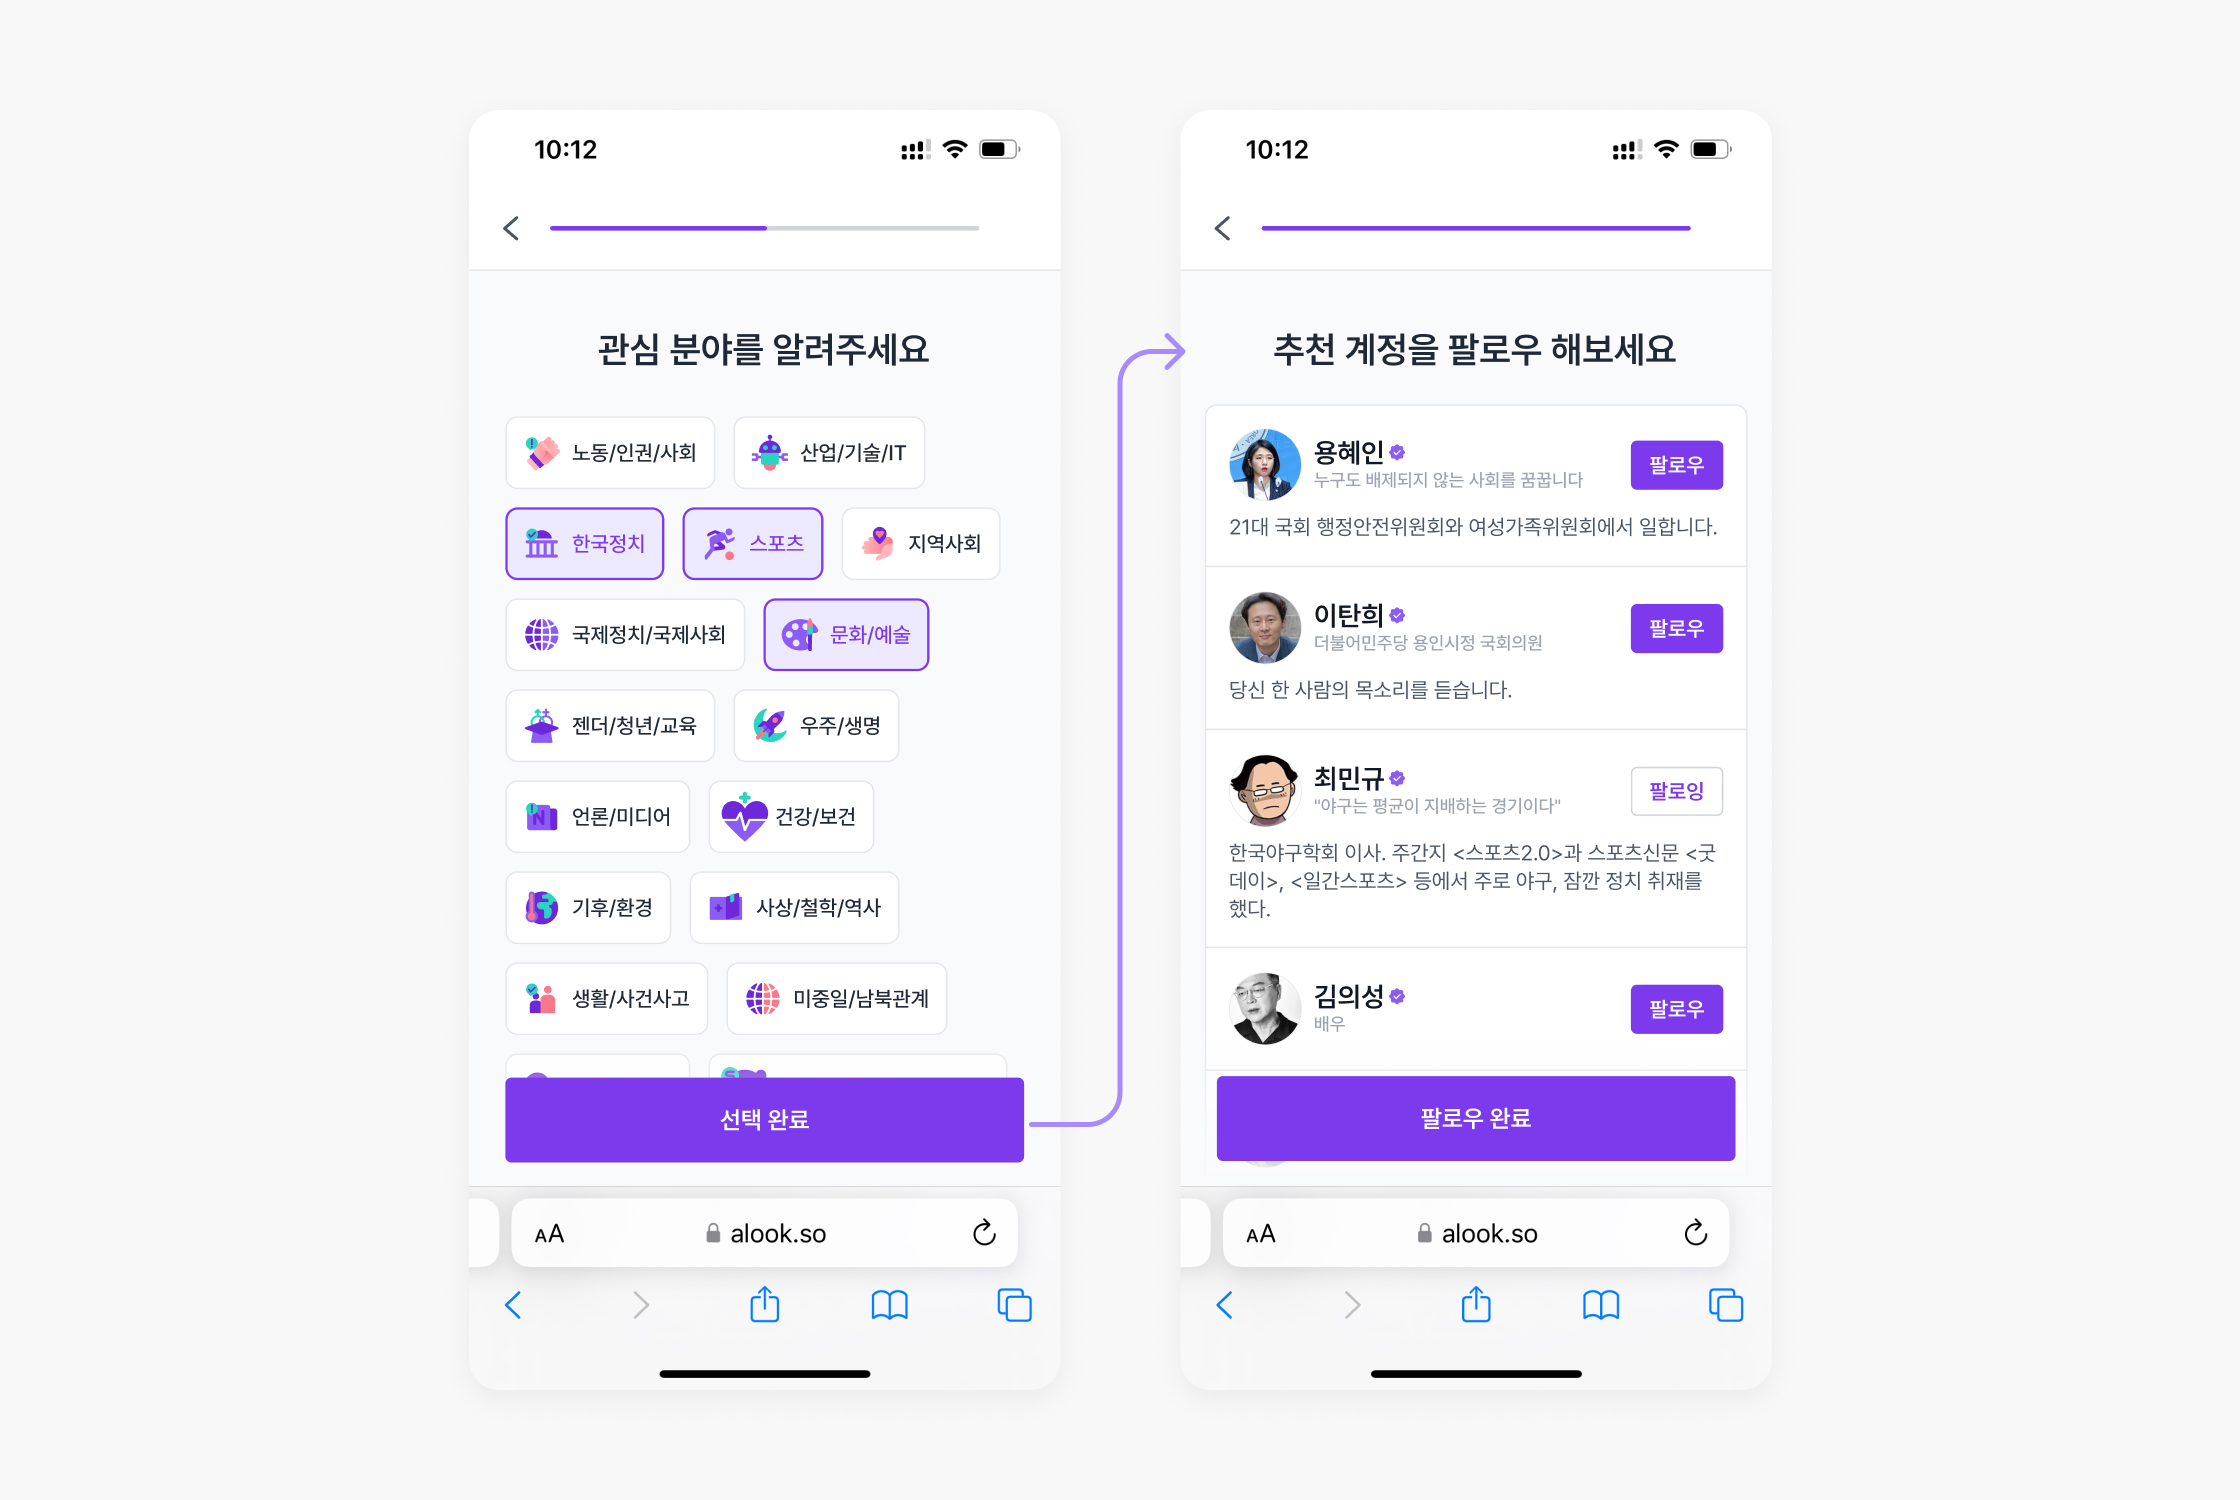 10:12
관심 분야를 알려주세요
노동/인권/사회
산업/기술/IT
한국정치
스포츠
지역사회
국제정치/국제사회
문화/예술
젠더/청년/교육
우주/생명
언론/미디어
건강/보건
기후/환경
사상/철학/역사
생활/사건사고
미중일/남북관계
선택 완료
AA
alook.so
10:12
추천 계정을 팔로우 해보세요
용혜인
누구도 배제되지 않는 사회를 꿈꿉니다
팔로우
21대 국회 행정안전위원회와 여성가족위원회에서 일합니다.
이탄희
더불어민주당 용인시정 국회의원
팔로우
당신 한 사람의 목소리를 듣습니다.
최민규
"야구는 평균이 지배하는 경기이다"
팔로잉
한국야구학회 이사. 주간지 <스포츠2.0>과 스포츠신문 <굿
데이>, <일간스포츠> 등에서 주로 야구, 잠깐 정치 취재를
했다.
김의성
배우
팔로우
팔로우 완료
AA
alook.so